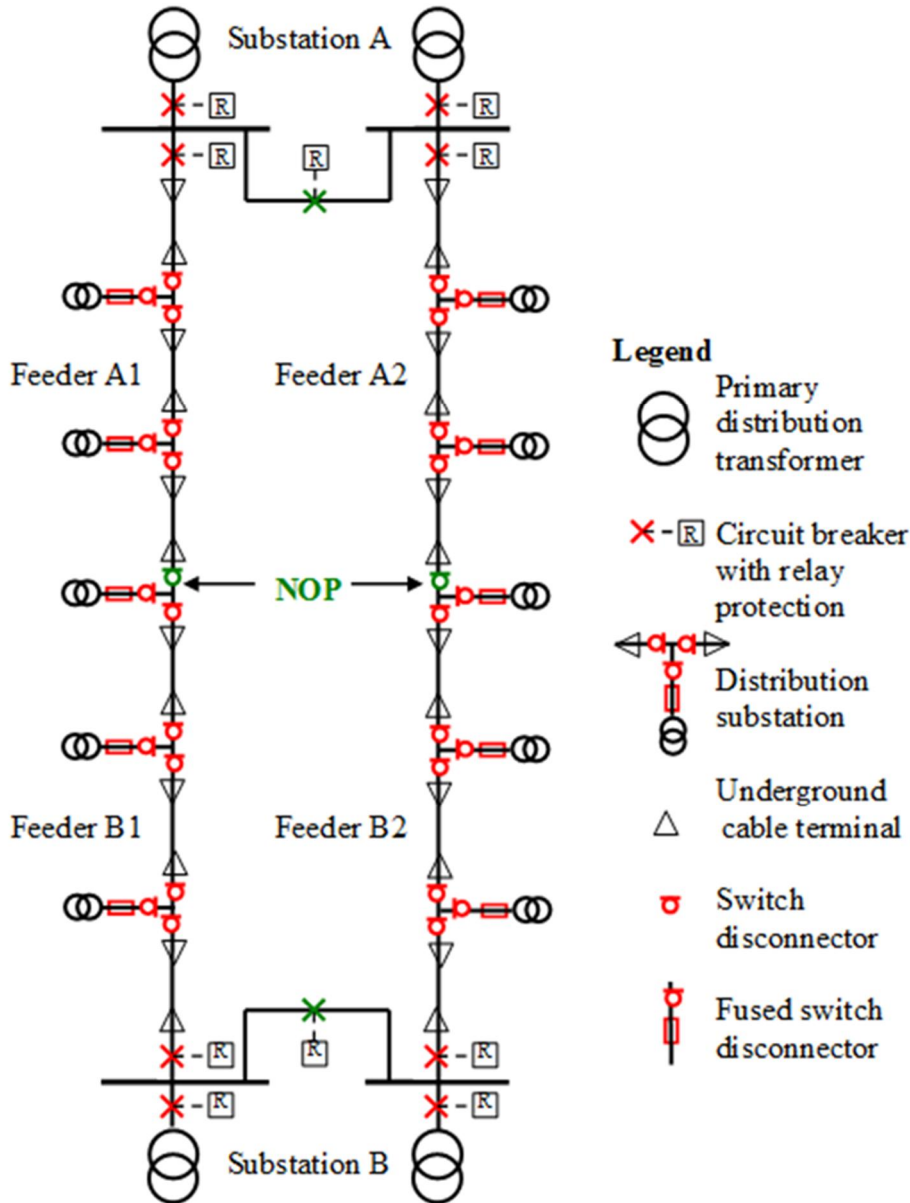 Substation A
R
R
R
R
R
Feeder A1
Feeder A2
NOP
Feeder B1
Feeder B2
R
R
R
R
R
Substation B
Legend
Primary
distribution
transformer
R
Circuit breaker
with relay
protection
Distribution
substation
Underground
cable terminal
Switch
disconnector
Fused switch
disconnector